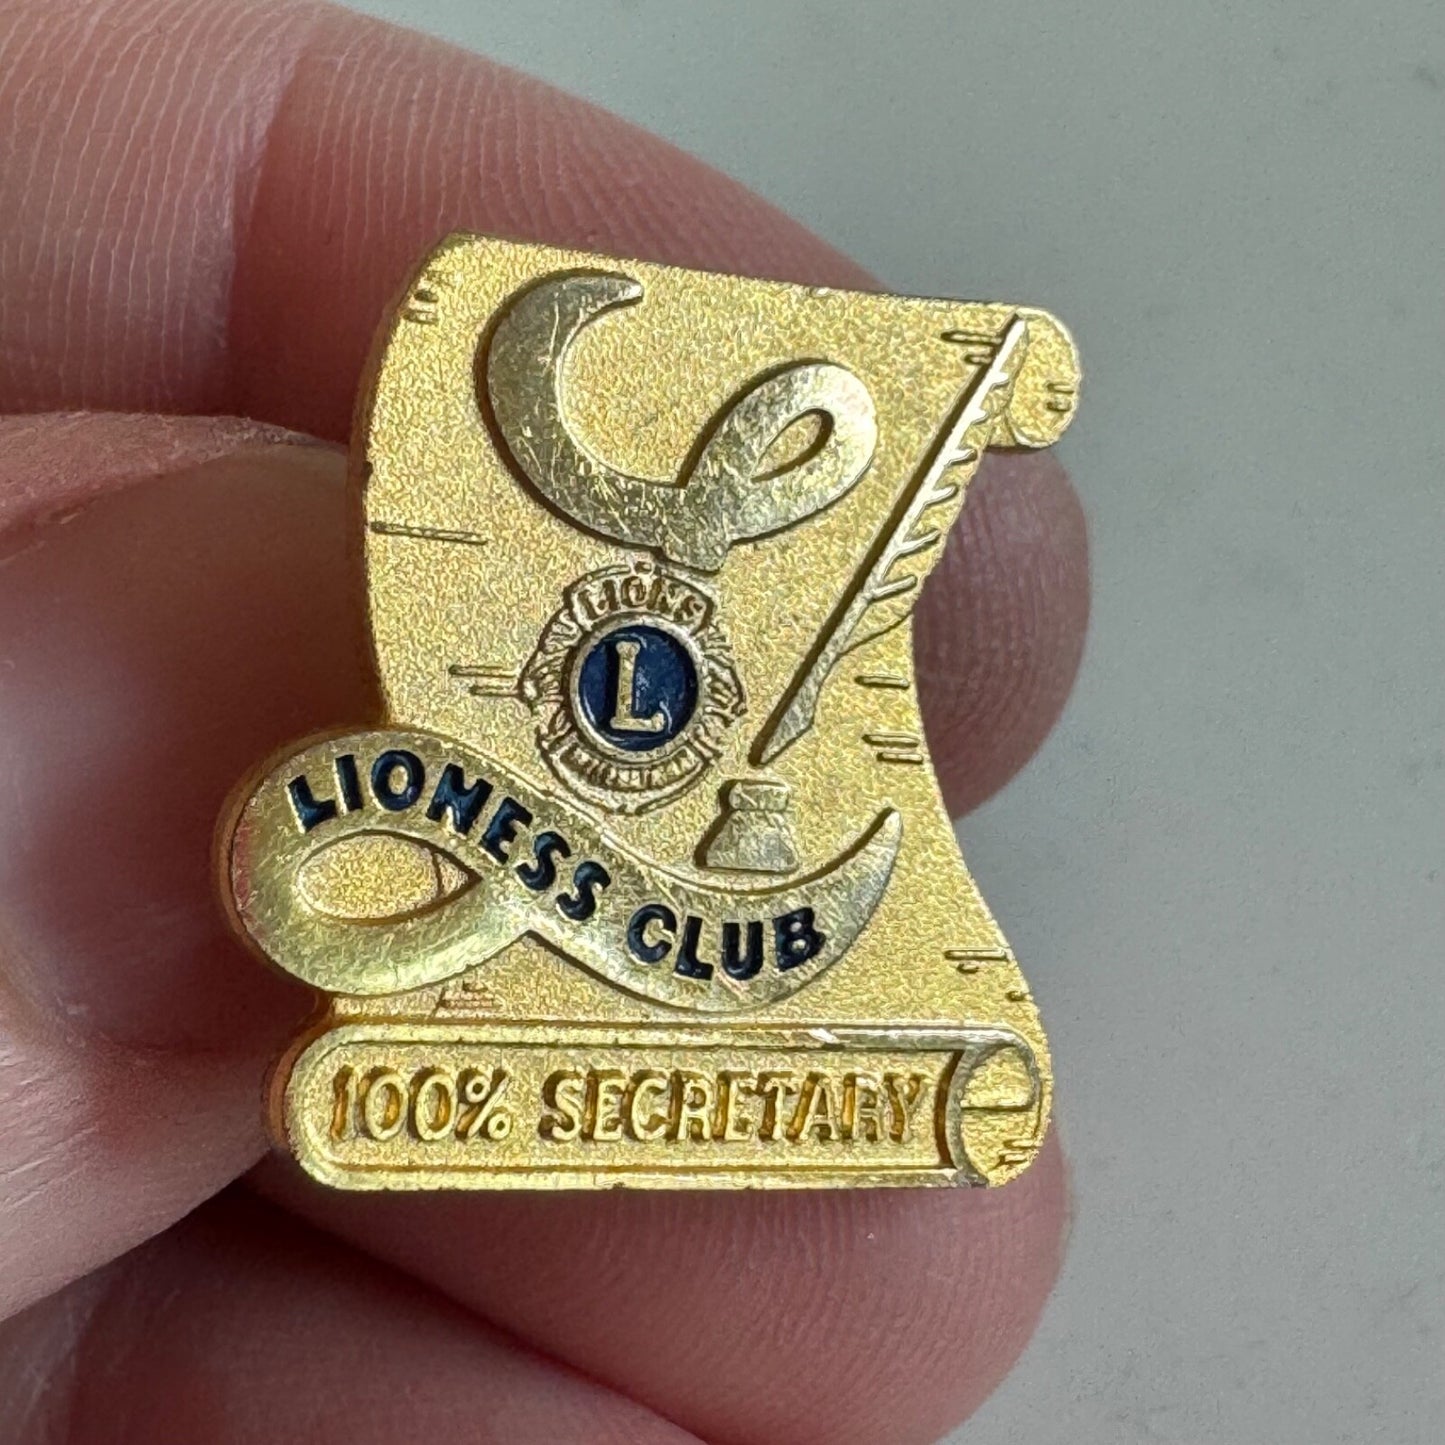 LIONS
L
LIONESS CLUB
100% SECRETARY